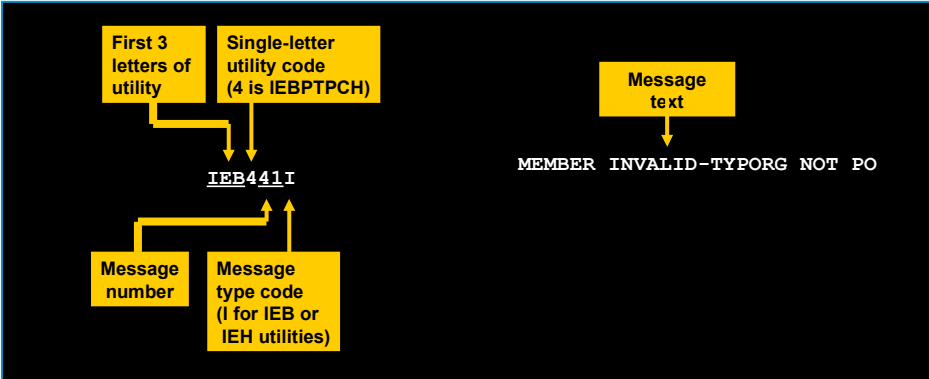 First 3
letters of
utility
Single-letter
utility code
(4 is IEBPTPCH)
Message
text
IEB441I
MEMBER INVALID-TYPORG NOT PO
Message
number
Message
type code
(I for IEB or
IEH utilities)